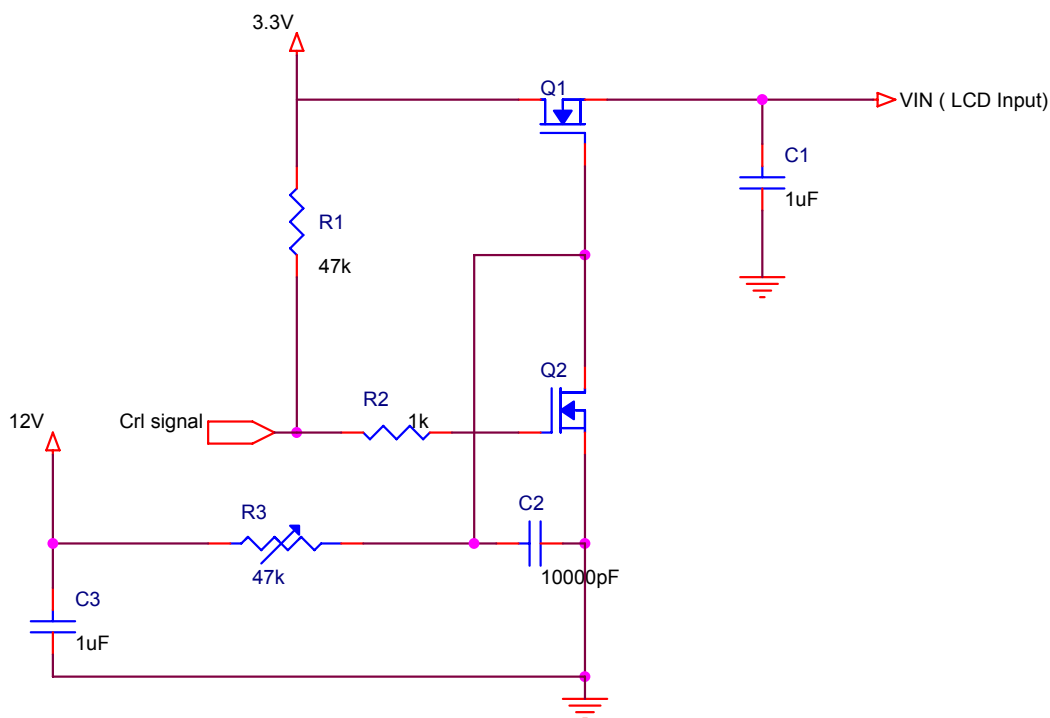 3.3V
Q1
VIN ( LCD Input)
C1
1uF
R1
47k
Q2
R2
1k
12V
Crl signal
R3
47k
C2
10000pF
C3
1uF